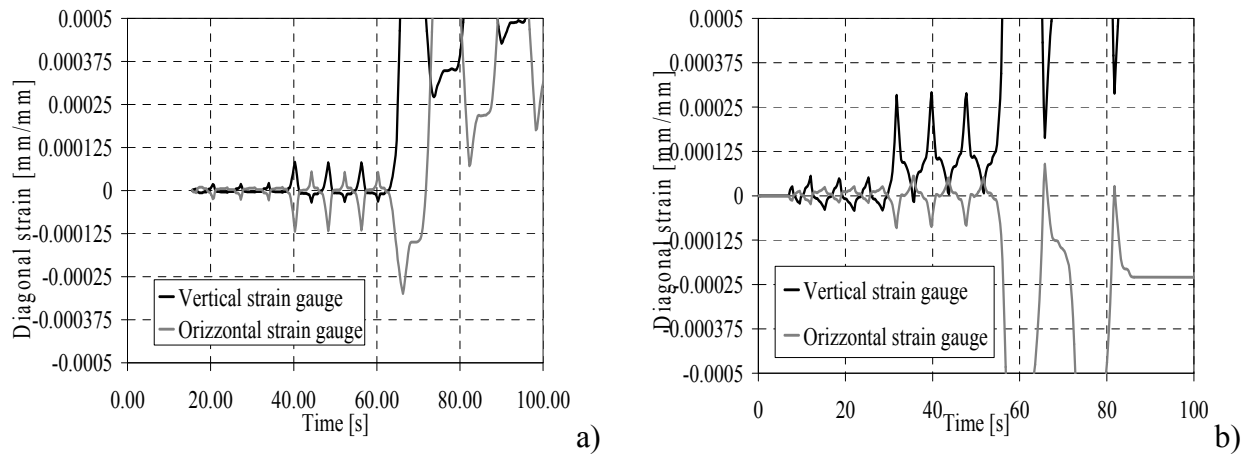 Diagonal strain [mm/mm]
0.0005
0.000375
0.00025
0.000125
0
-0.000125
-0.00025
-0.000375
-0.0005
Vertical strain gauge
Orizzontal strain gauge
0.00 20.00 40.00 60.00 80.00 100.00
Time [s]
a)
Diagonal strain [mm/mm]
0.0005
0.000375
0.00025
0.000125
0
-0.000125
-0.00025
-0.000375
-0.0005
Vertical strain gauge
Orizzontal strain gauge
0 20 40 60 80 100
Time [s]
b)